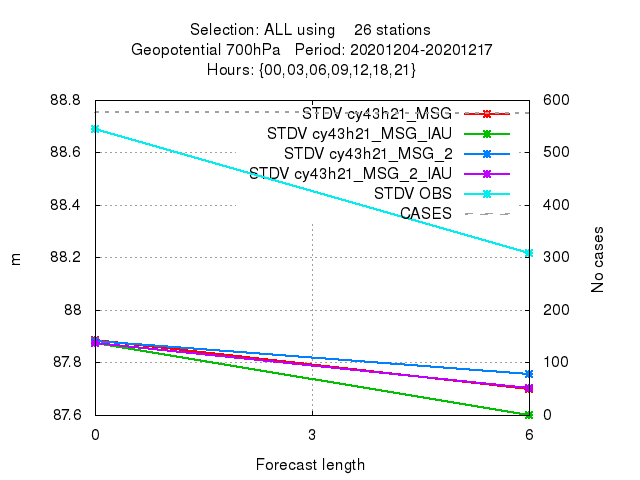 Selection: ALL using 26 stations
Geopotential 700hPa Period: 20201204-20201217
Hours: {00,03,06,09,12,18,21}
88.8
88.6
88.4
88.2
88
87.8
87.6
600
500
400
300
200
100
0
STDV cy43h21_MSG
STDV cy43h21_MSG_IAU
STDV cy43h21_MSG_2
STDV cy43h21_MSG_2_IAU
STDV OBS
CASES
m
No cases
0
3
6
Forecast length